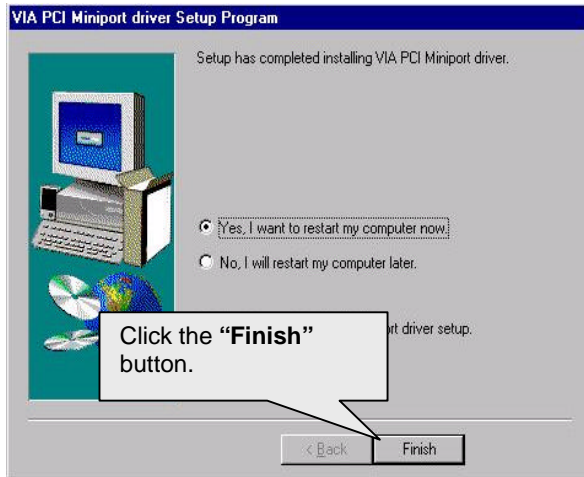 VIA PCI Miniport driver Setup Program
Setup has completed installing VIA PCI Miniport driver.
Yes, I want to restart my computer now.
No, I will restart my computer later.
driver setup.
Click the “Finish”
button.
< Back
Finish